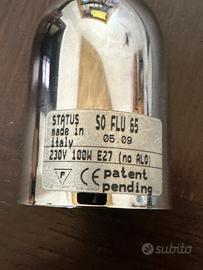 STATUS SO FLU 65
made in 05.09
italy
230V 100W E27 (no ALO)
F CE patent
pending
subito